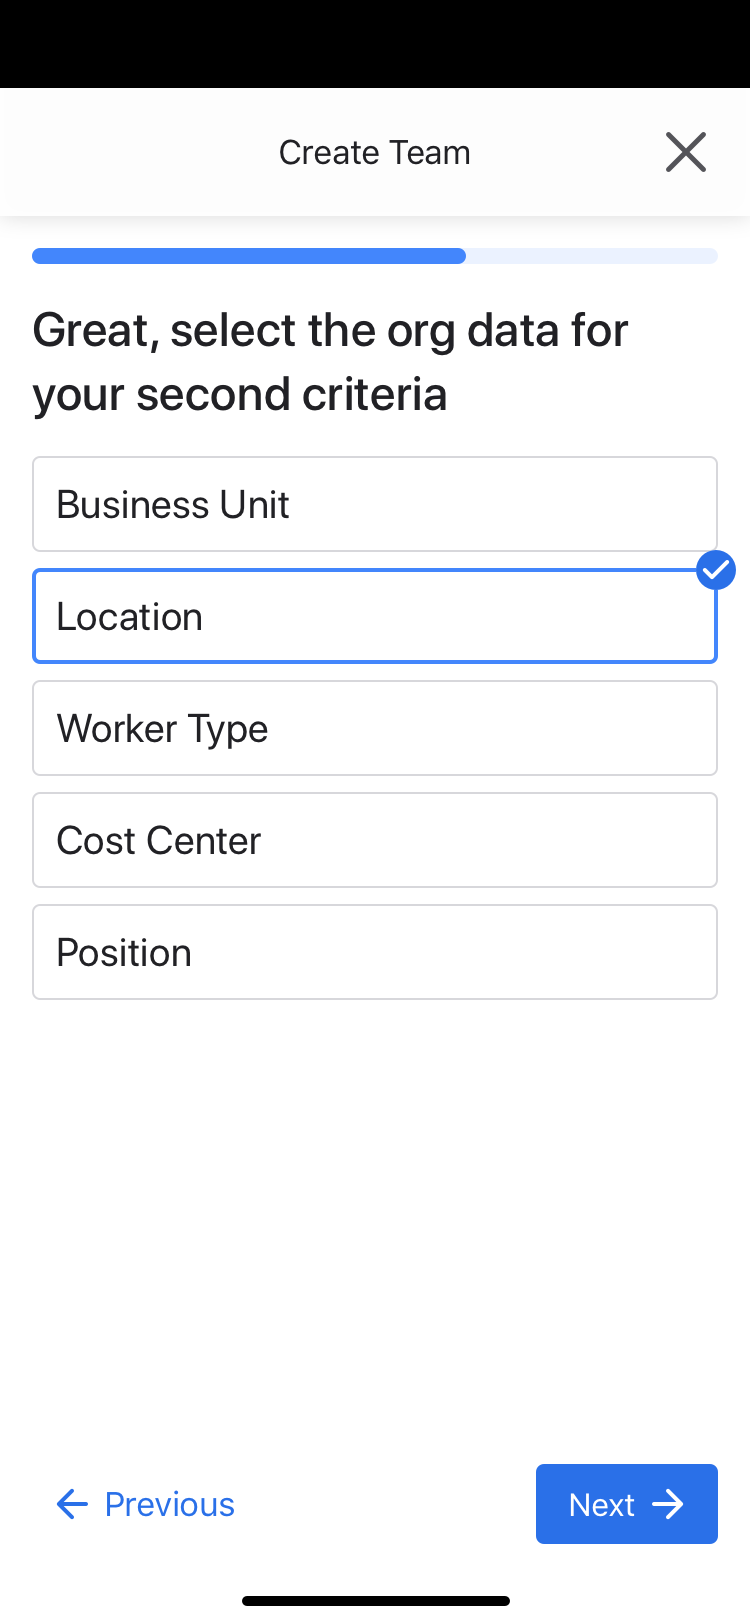 Create Team
Great, select the org data for
your second criteria
Business Unit
Location
Worker Type
Cost Center
Position
Previous
Next